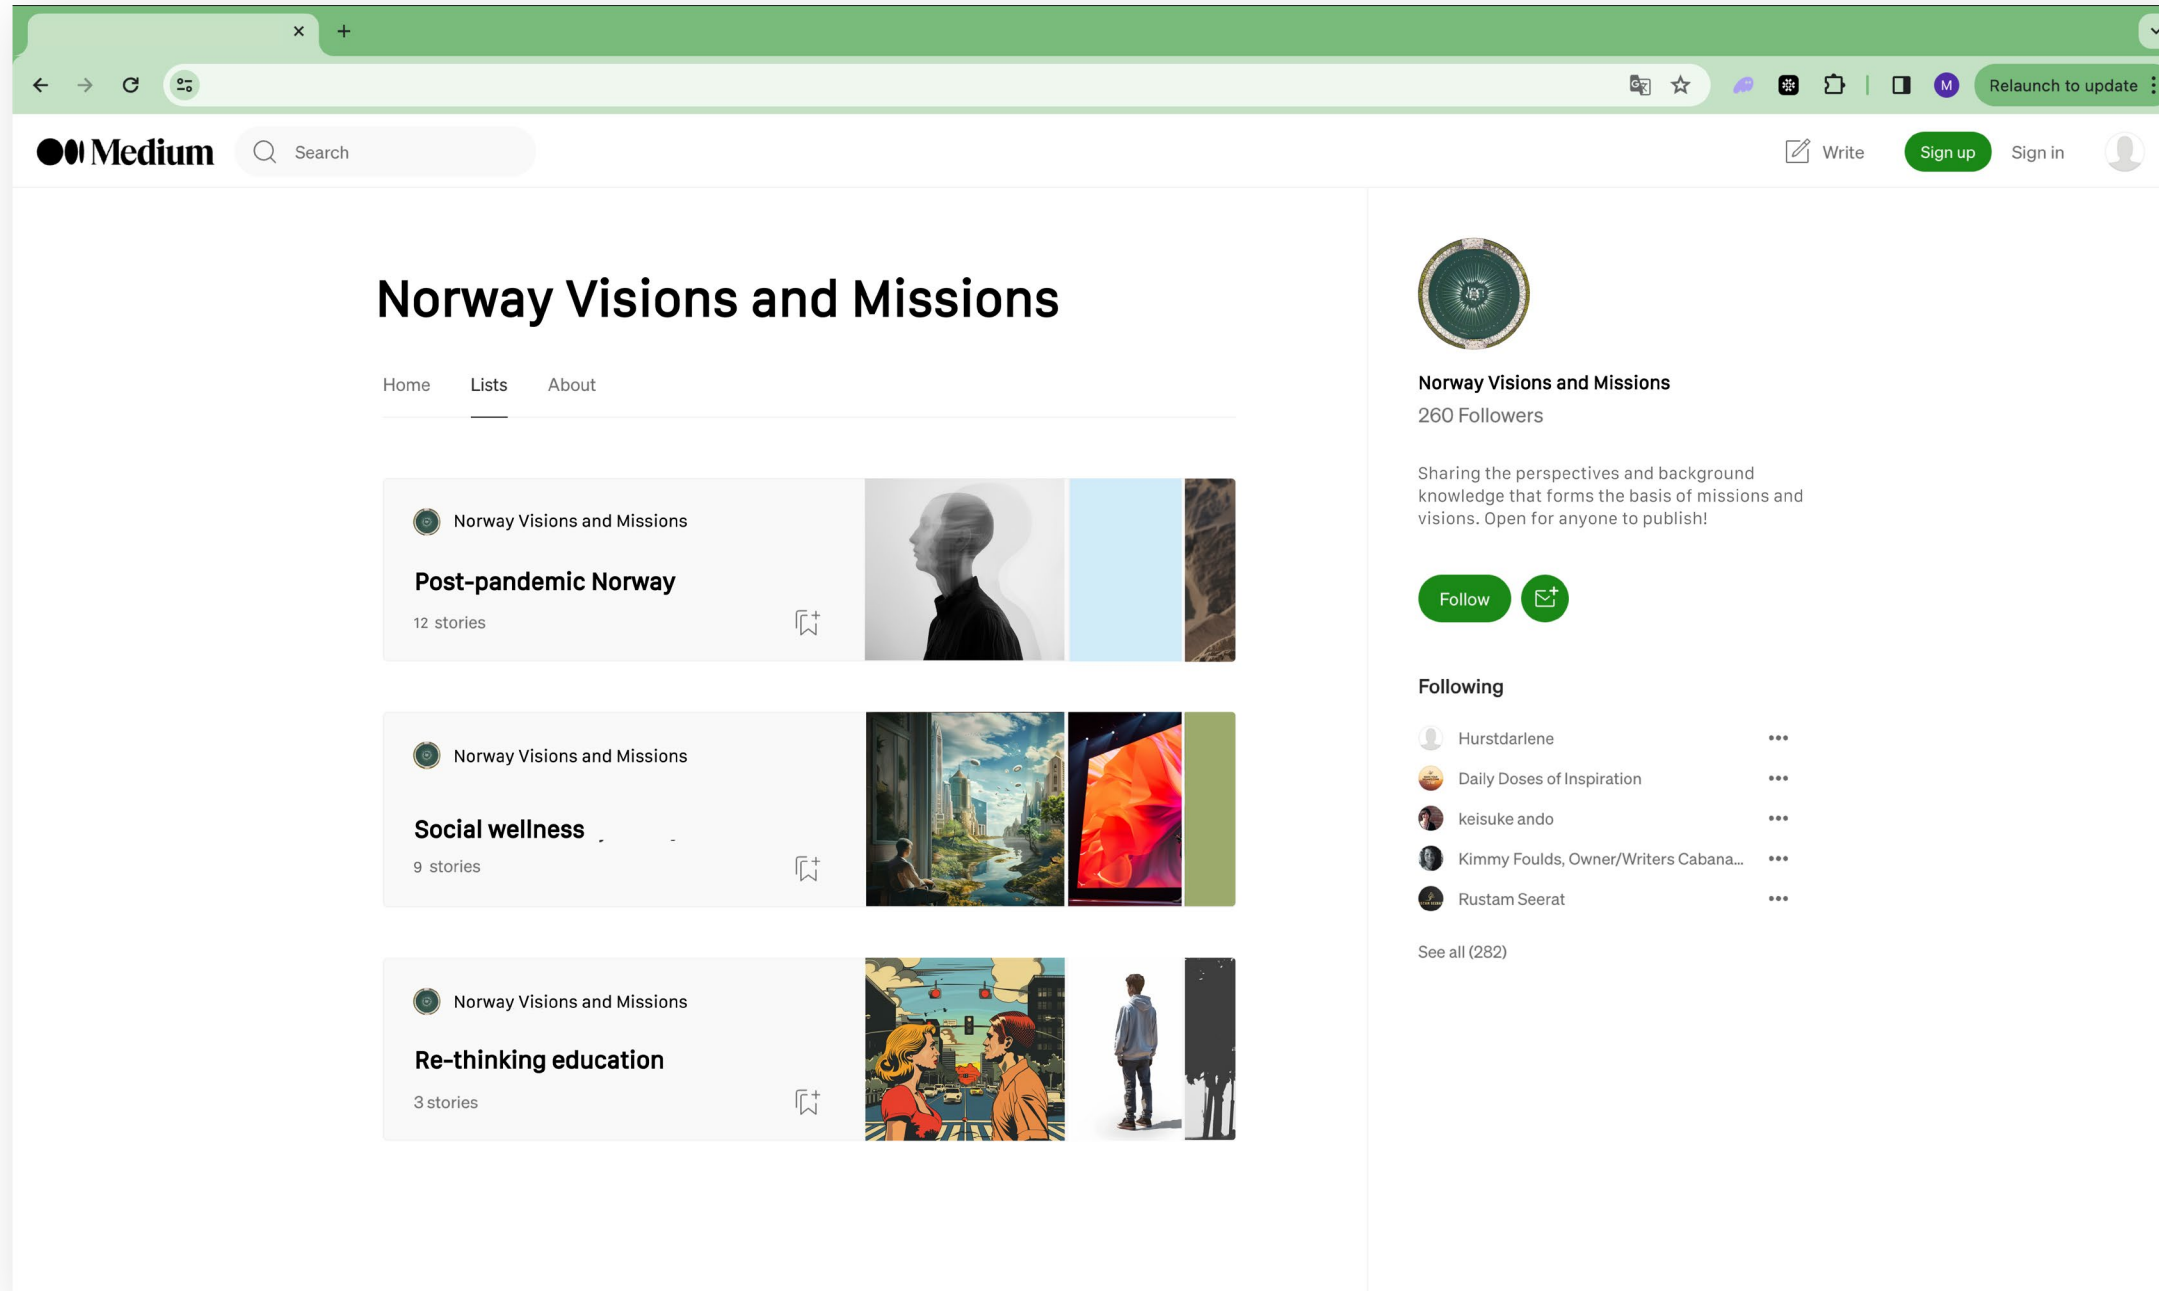 M
Relaunch to update
Medium
Search
Write
Sign up
Sign in
Norway Visions and Missions
Home
Lists
About
Norway Visions and Missions
Post-pandemic Norway
12 stories
Norway Visions and Missions
Social wellness
9 stories
Norway Visions and Missions
Re-thinking education
3 stories
Norway Visions and Missions
260 Followers
Sharing the perspectives and background
knowledge that forms the basis of missions and
visions. Open for anyone to publish!
Follow
Following
Hurstdarlene
Daily Doses of Inspiration
keisuke ando
Kimmy Foulds, Owner/Writers Cabana...
Rustam Seerat
See all (282)